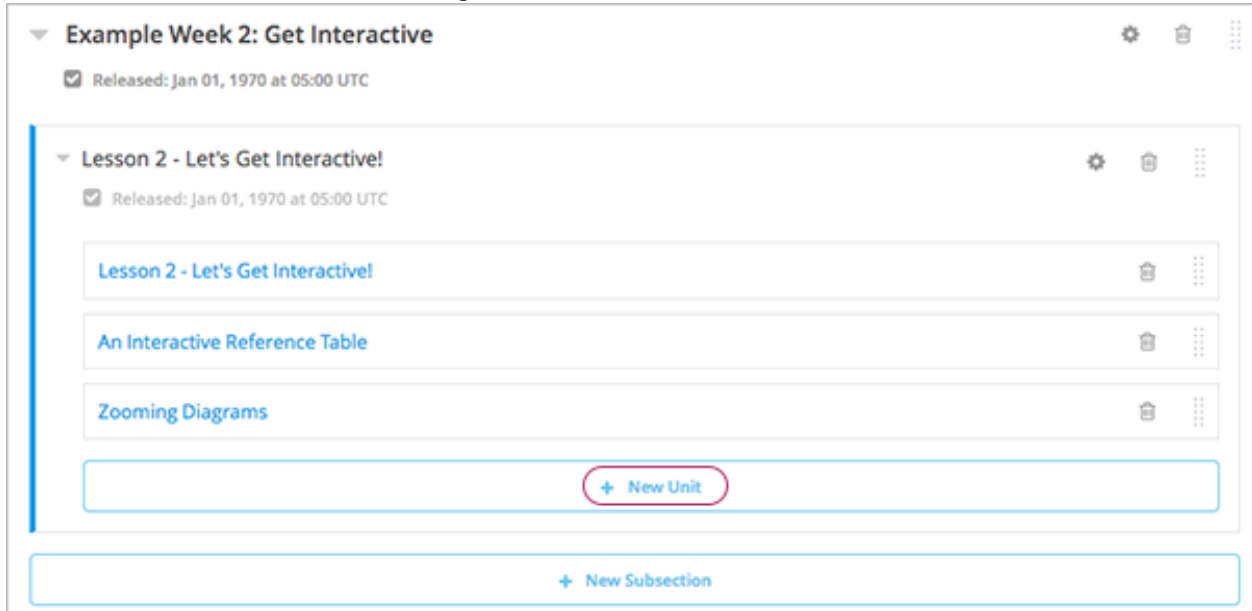 Example Week 2: Get Interactive
Released: Jan 01, 1970 at 05:00 UTC
Lesson 2 - Let's Get Interactive!
Released: Jan 01, 1970 at 05:00 UTC
Lesson 2 - Let's Get Interactive!
An Interactive Reference Table
Zooming Diagrams
+ New Unit
+ New Subsection